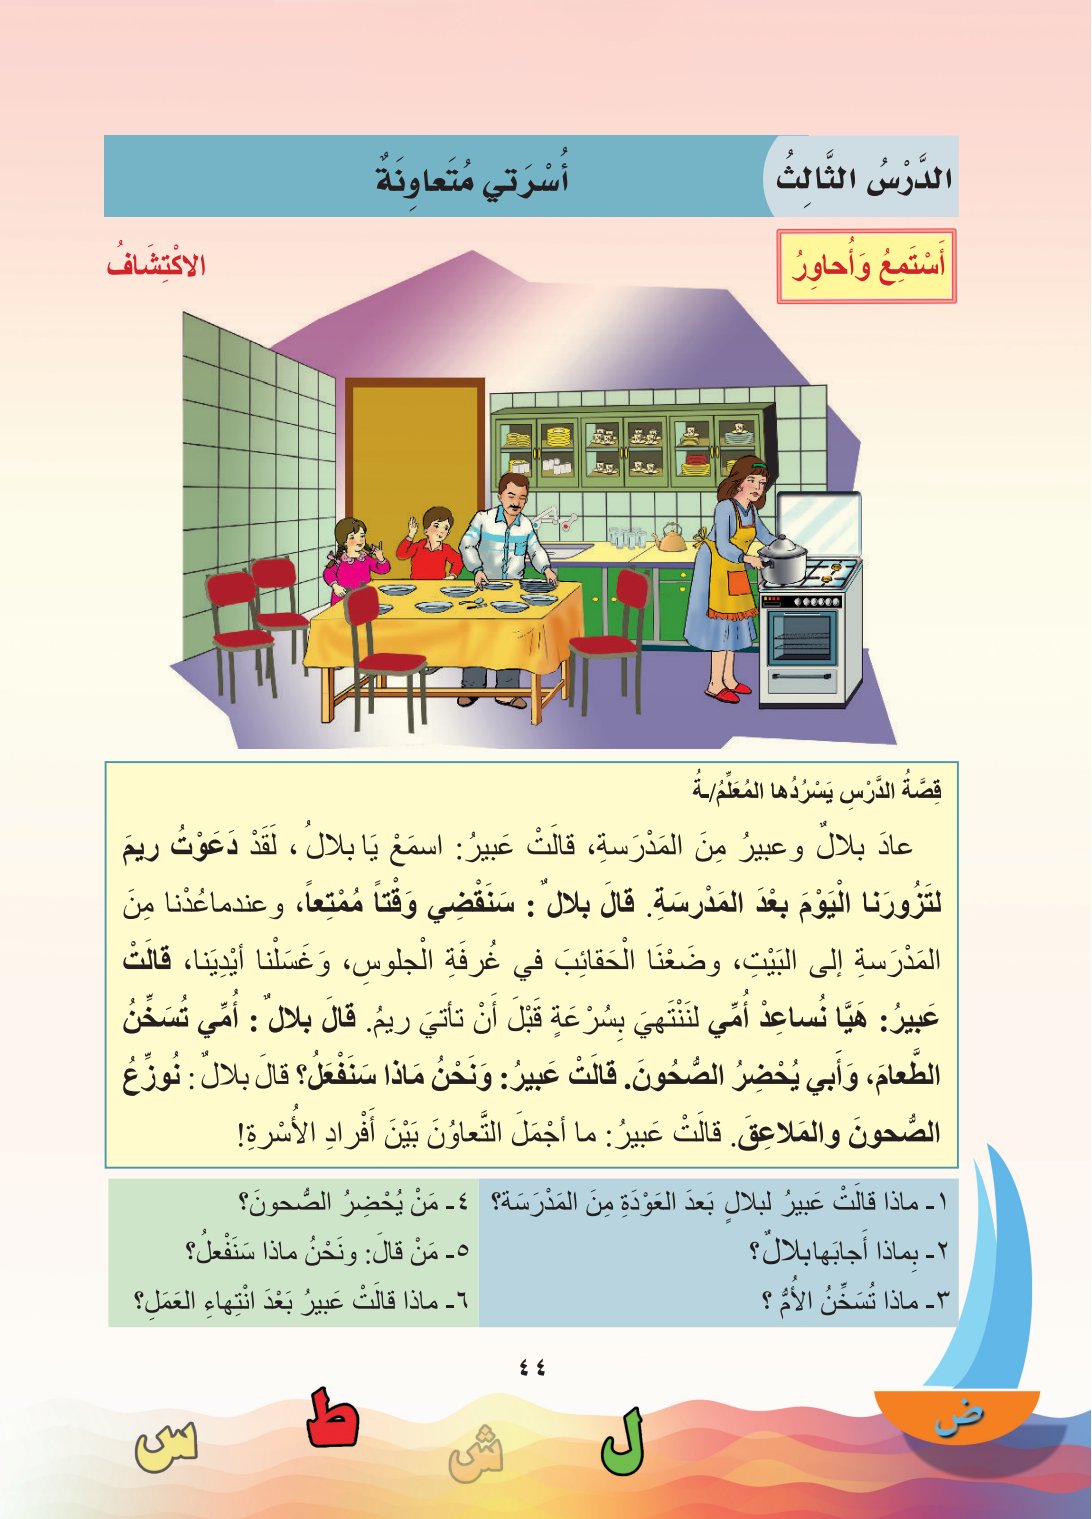 الدَّرْسُ الثَّالِثُ
أُسْرَتي مُتَعاوِنَةٌ
أَسْتَمِعُ وَأُحاوِرُ
الاكْتِشَافُ
قِصَّةُ الدَّرْسِ يَسْرُدُها المُعَلِّمُ/ـةُ
عادَ بلالٌ وعبيرُ مِنَ المَدْرَسةِ، قالَتْ عَبيرُ: اسمَعْ يَا بلالُ، لَقَدْ دَعَوْتُ ريمَ
لتَزُورَنا الْيَوْمَ بعْدَ المَدْرسَةِ. قالَ بلالٌ : سَنَقْضِي وَقْتاً مُمْتِعاً، وعندماعُدْنا مِنَ
المَدْرَسةِ إلى البَيْتِ، وضَعْنَا الْحَقائِبَ في غُرفَةِ الْجلوسِ، وَغَسَلْنا أيْدِيَنا، قالَتْ
عَبيرُ: هَيَّا نُساعِدْ أُمِّي لنَنْتَهيَ بِسُرْعَةٍ قَبْلَ أَنْ تأتيَ ريمُ. قالَ بلالٌ : أُمِّي تُسَخِّنُ
الطَّعامَ، وَأَبي يُحْضِرُ الصُّحُونَ. قالَتْ عَبيرُ: وَنَحْنُ مَاذا سَنَفْعَلُ؟ قالَ بلالٌ : نُوزِّعُ
الصُّحونَ والمَلاعِقَ. قالَتْ عَبيرُ: ما أجْمَلَ التَّعاوُنَ بَيْنَ أَفْرادِ الأُسْرةِ!
١- ماذا قالَتْ عَبيرُ لبلالٍ بَعدَ العَوْدَةِ مِنَ المَدْرَسَة؟
٢- بِماذا أَجابَهابلالٌ؟
٣- ماذا تُسَخِّنُ الأُمُّ ؟
٤- مَنْ يُحْضِرُ الصُّحونَ؟
٥- مَنْ قالَ: ونَحْنُ ماذا سَنَفْعلُ؟
٦- ماذا قالَتْ عَبيرُ بَعْدَ انْتِهاءِ العَمَلِ؟
٤٤
ض
ل
ش
ط
س